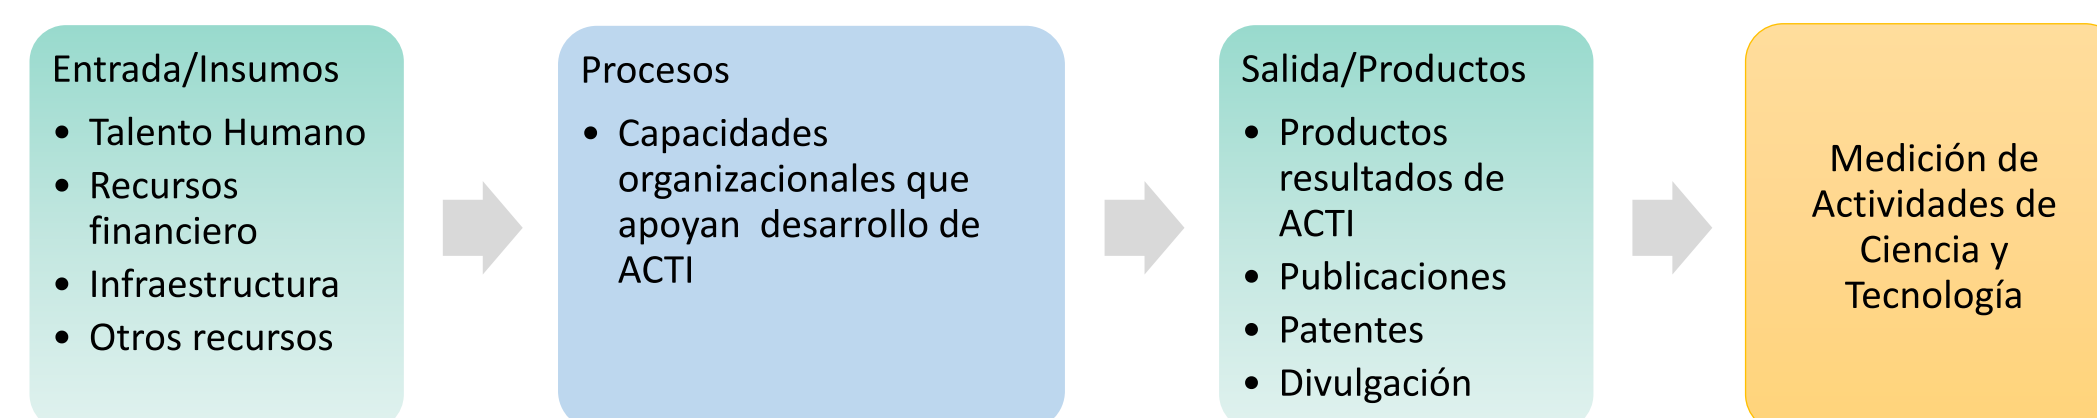 Entrada/Insumos
• Talento Humano
• Recursos
financiero
• Infraestructura
• Otros recursos
Procesos
• Capacidades
organizacionales que
apoyan  desarrollo de
ACTI
Salida/Productos
• Productos
resultados de
ACTI
• Publicaciones
• Patentes
• Divulgación
Medición de
Actividades de
Ciencia y
Tecnología